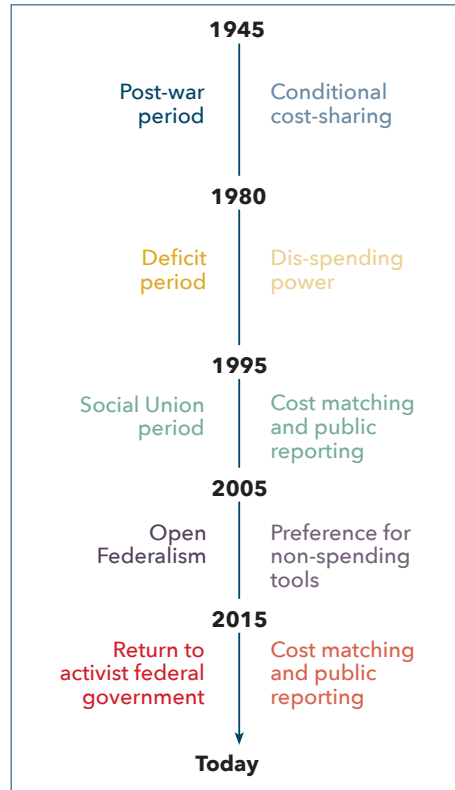 1945
Post-war
period
Conditional
cost-sharing
1980
Deficit
period
Dis-spending
power
1995
Social Union
period
Cost matching
and public
reporting
2005
Open
Federalism
Preference for
non-spending
tools
2015
Return to
activist federal
government
Cost matching
and public
reporting
Today